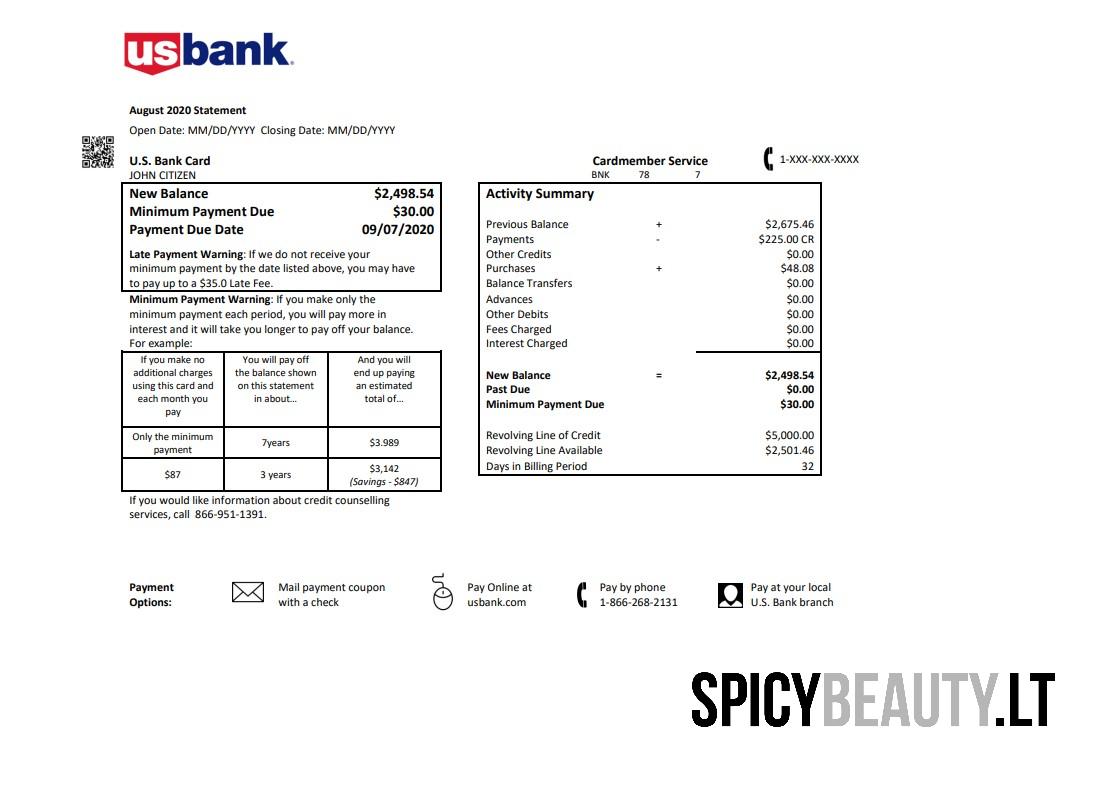 usbank.
August 2020 Statement
Open Date: MM/DD/YYYY  Closing Date: MM/DD/YYYY
U.S. Bank Card
JOHN CITIZEN
New Balance $2,498.54
Minimum Payment Due $30.00
Payment Due Date 09/07/2020
Late Payment Warning: If we do not receive your
minimum payment by the date listed above, you may have
to pay up to a $35.0 Late Fee.
Minimum Payment Warning: If you make only the
minimum payment each period, you will pay more in
interest and it will take you longer to pay off your balance.
For example:
If you make no additional charges using this card and each month you pay
You will pay off the balance shown on this statement in about...
And you will end up paying an estimated total of...
Only the minimum payment 7years $3.989
$87 3 years $3,142 (Savings - $847)
If you would like information about credit counselling
services, call  866-951-1391.
Cardmember Service 1-XXX-XXX-XXXX
BNK 78 7
Activity Summary
Previous Balance + $2,675.46
Payments - $225.00 CR
Other Credits $0.00
Purchases + $48.08
Balance Transfers $0.00
Advances $0.00
Other Debits $0.00
Fees Charged $0.00
Interest Charged $0.00
New Balance = $2,498.54
Past Due $0.00
Minimum Payment Due $30.00
Revolving Line of Credit $5,000.00
Revolving Line Available $2,501.46
Days in Billing Period 32
Payment
Options:
Mail payment coupon
with a check
Pay Online at
usbank.com
Pay by phone
1-866-268-2131
Pay at your local
U.S. Bank branch
SPICYBEAUTY.LT